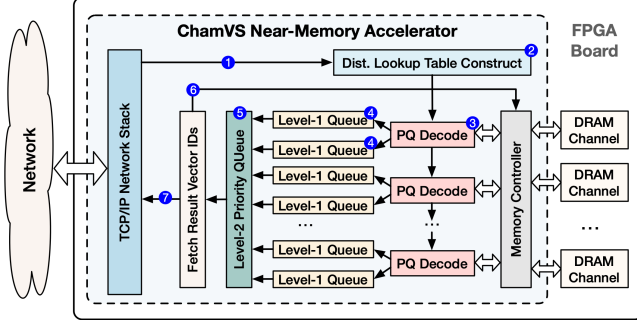 ChamVS Near-Memory Accelerator
FPGA
Board
Network
TCP/IP Network Stack
1
Dist. Lookup Table Construct
2
6
Fetch Result Vector IDs
5
Level-2 Priority QUeue
Level-1 Queue
4
Level-1 Queue
4
Level-1 Queue
Level-1 Queue
...
Level-1 Queue
Level-1 Queue
3
PQ Decode
PQ Decode
...
PQ Decode
Memory Controller
DRAM
Channel
DRAM
Channel
...
DRAM
Channel
7